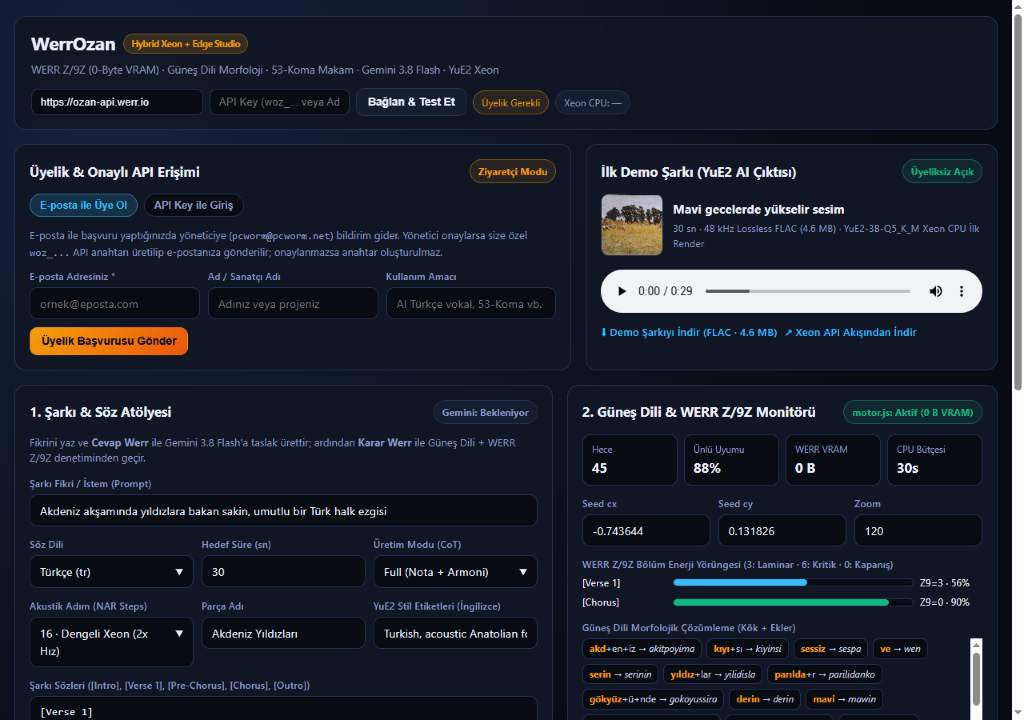 WerrOzan Hybrid Xeon + Edge Studio
WERR Z/9Z (0-Byte VRAM) · Güneş Dili Morfoloji · 53-Koma Makam · Gemini 3.8 Flash · YuE2 Xeon
https://ozan-api.werr.io API Key (woz_... veya Ad Bağlan & Test Et Üyelik Gerekli Xeon CPU: —
Üyelik & Onaylı API Erişimi Ziyaretçi Modu
E-posta ile Üye Ol API Key ile Giriş
E-posta ile başvuru yaptığınızda yöneticiye (pcworm@pcworm.net) bildirim gider. Yönetici onaylarsa size özel
woz_... API anahtarı üretilip e-postanıza gönderilir; onaylanmazsa anahtar oluşturulmaz.
E-posta Adresiniz * Ad / Sanatçı Adı Kullanım Amacı
ornek@eposta.com Adınız veya projeniz AI Türkçe vokal, 53-Koma vb.
Üyelik Başvurusu Gönder
İlk Demo Şarkı (YuE2 AI Çıktısı) Üyeliksiz Açık
Mavi gecelerde yükselir sesim
30 sn · 48 kHz Lossless FLAC (4.6 MB) · YuE2-3B-Q5_K_M Xeon CPU İlk
Render
0:00 / 0:29
⬇ Demo Şarkıyı İndir (FLAC · 4.6 MB) ↗ Xeon API Akışından İndir
1. Şarkı & Söz Atölyesi Gemini: Bekleniyor
Fikrini yaz ve Cevap Werr ile Gemini 3.8 Flash'a taslak ürettir; ardından Karar Werr ile Güneş Dili + WERR
Z/9Z denetiminden geçir.
Şarkı Fikri / İstem (Prompt)
Akdeniz akşamında yıldızlara bakan sakin, umutlu bir Türk halk ezgisi
Söz Dili Hedef Süre (sn) Üretim Modu (CoT)
Türkçe (tr) 30 Full (Nota + Armoni)
Akustik Adım (NAR Steps) Parça Adı YuE2 Stil Etiketleri (İngilizce)
16 · Dengeli Xeon (2x
Hız) Akdeniz Yıldızları Turkish, acoustic Anatolian fo
Şarkı Sözleri ([Intro], [Verse 1], [Pre-Chorus], [Chorus], [Outro])
[Verse 1]
2. Güneş Dili & WERR Z/9Z Monitörü motor.js: Aktif (0 B VRAM)
Hece Ünlü Uyumu WERR VRAM CPU Bütçesi
45 88% 0 B 30s
Seed cx Seed cy Zoom
-0.743644 0.131826 120
WERR Z/9Z Bölüm Enerji Yörüngesi (3: Laminar · 6: Kritik · 0: Kapanış)
[Verse 1] Z9=3 · 56%
[Chorus] Z9=0 · 90%
Güneş Dili Morfolojik Çözümleme (Kök + Ekler)
akd+en+iz → akitpoyima kıyı+sı → kiyinsi sessiz → sespa ve → wen
serin → serinin yıldız+lar → yilidisla parılda+r → parilidanko
gökyüz+ü+nde → gokoyussira derin → derin mavi → mawin